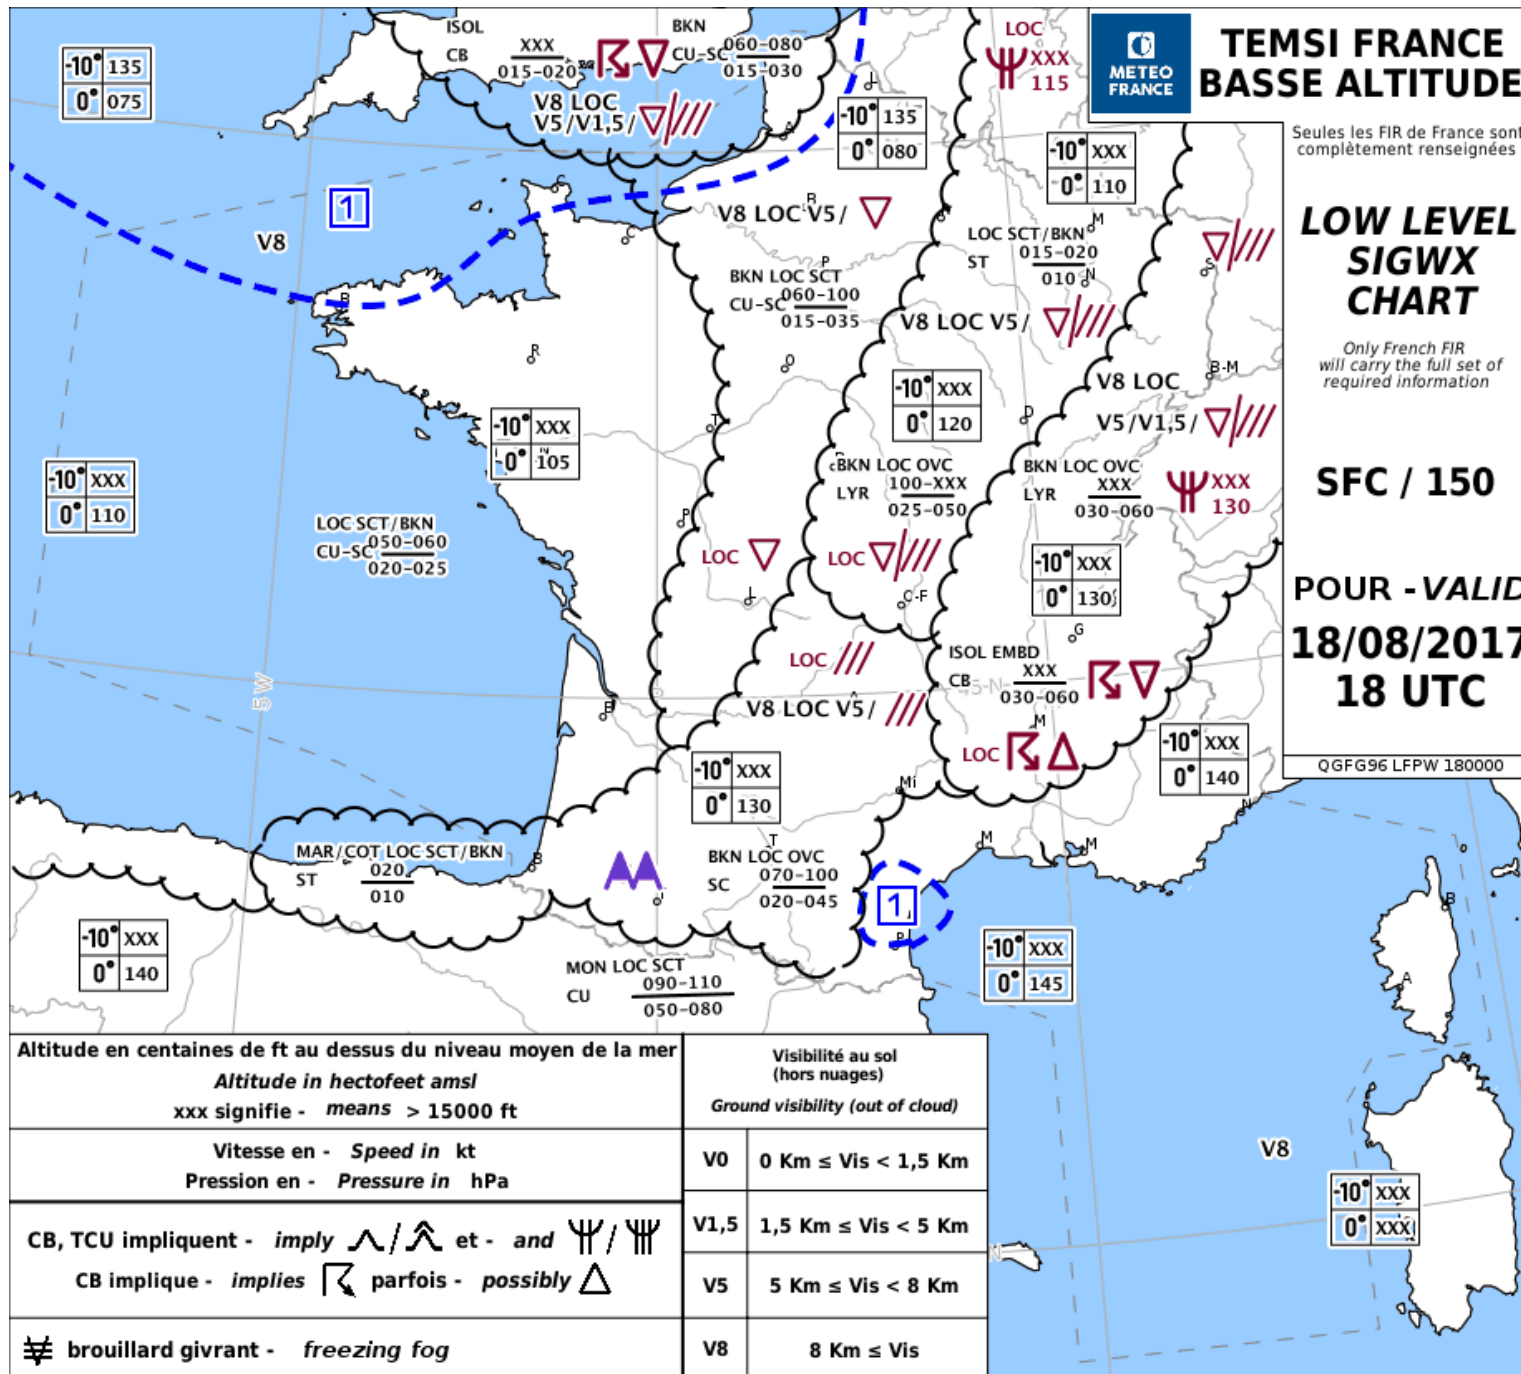 ISOL
CB
XXX
015-020
BKN
CU-SC
060-080
015-030
V8 LOC
V5/V1,5/
-10° 135
0° 075
LOC
XXX
115
METEO
FRANCE
TEMSI FRANCE
BASSE ALTITUDE
Seules les FIR de France sont
complètement renseignées
LOW LEVEL
SIGWX
CHART
Only French FIR
will carry the full set of
required information
SFC / 150
POUR - VALID
18/08/2017
18 UTC
QGFG96 LFPW 180000
-10° 135
0° 080
-10° XXX
0° 110
1
V8
V8 LOC V5/
LOC SCT/BKN
ST
015-020
010
BKN LOC SCT
CU-SC
060-100
015-035
V8 LOC V5/
V8 LOC
V5/V1,5/
-10° XXX
0° 120
-10° XXX
0° 105
-10° XXX
0° 110
LOC SCT/BKN
CU-SC
050-060
020-025
BKN LOC OVC
LYR
100-XXX
025-050
BKN LOC OVC
LYR
XXX
030-060
XXX
130
LOC
LOC
-10° XXX
0° 130
LOC
V8 LOC V5/
ISOL EMBD
CB
XXX
030-060
LOC
5 W
45 N
-10° XXX
0° 130
-10° XXX
0° 140
MAR/COT LOC SCT/BKN
ST
020
010
BKN LOC OVC
SC
070-100
020-045
1
-10° XXX
0° 140
MON LOC SCT
CU
090-110
050-080
-10° XXX
0° 145
V8
-10° XXX
0° XXX
A
C
C
B
R
R
P
O
T
N
P
L
B
B
M
N
S
B-M
D
C-F
G
M
Mi
T
T
M
M
N
P
B
A
A
N
Altitude en centaines de ft au dessus du niveau moyen de la mer
Altitude in hectofeet amsl
xxx signifie - means > 15000 ft
Vitesse en - Speed in kt
Pression en - Pressure in hPa
CB, TCU impliquent - imply / et - and /
CB implique - implies parfois - possibly
brouillard givrant - freezing fog
Visibilité au sol
(hors nuages)
Ground visibility (out of cloud)
V0 0 Km ≤ Vis < 1,5 Km
V1,5 1,5 Km ≤ Vis < 5 Km
V5 5 Km ≤ Vis < 8 Km
V8 8 Km ≤ Vis